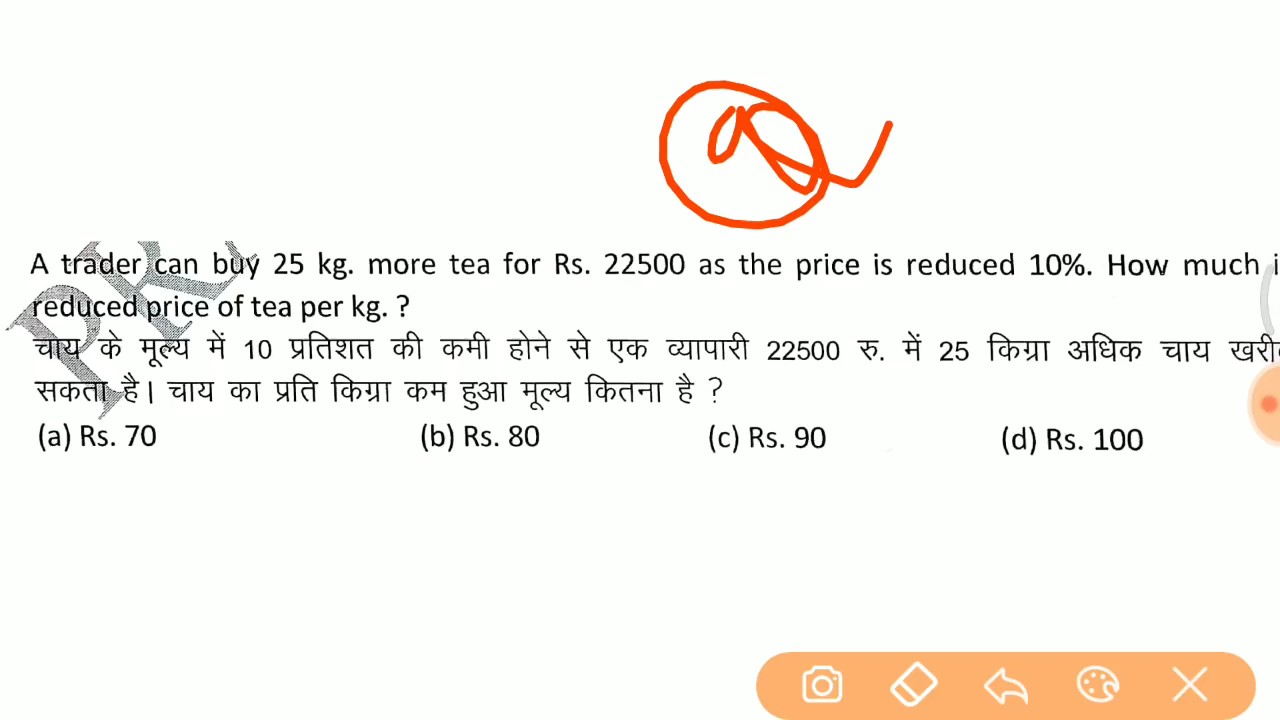 A trader can buy 25 kg. more tea for Rs. 22500 as the price is reduced 10%. How much i
reduced price of tea per kg. ?
चाय के मूल्य में 10 प्रतिशत की कमी होने से एक व्यापारी 22500 रु. में 25 किग्रा अधिक चाय
सकता है। चाय का प्रति किग्रा कम हुआ मूल्य कितना है ?
(a) Rs. 70 (b) Rs. 80 (c) Rs. 90 (d) Rs. 100